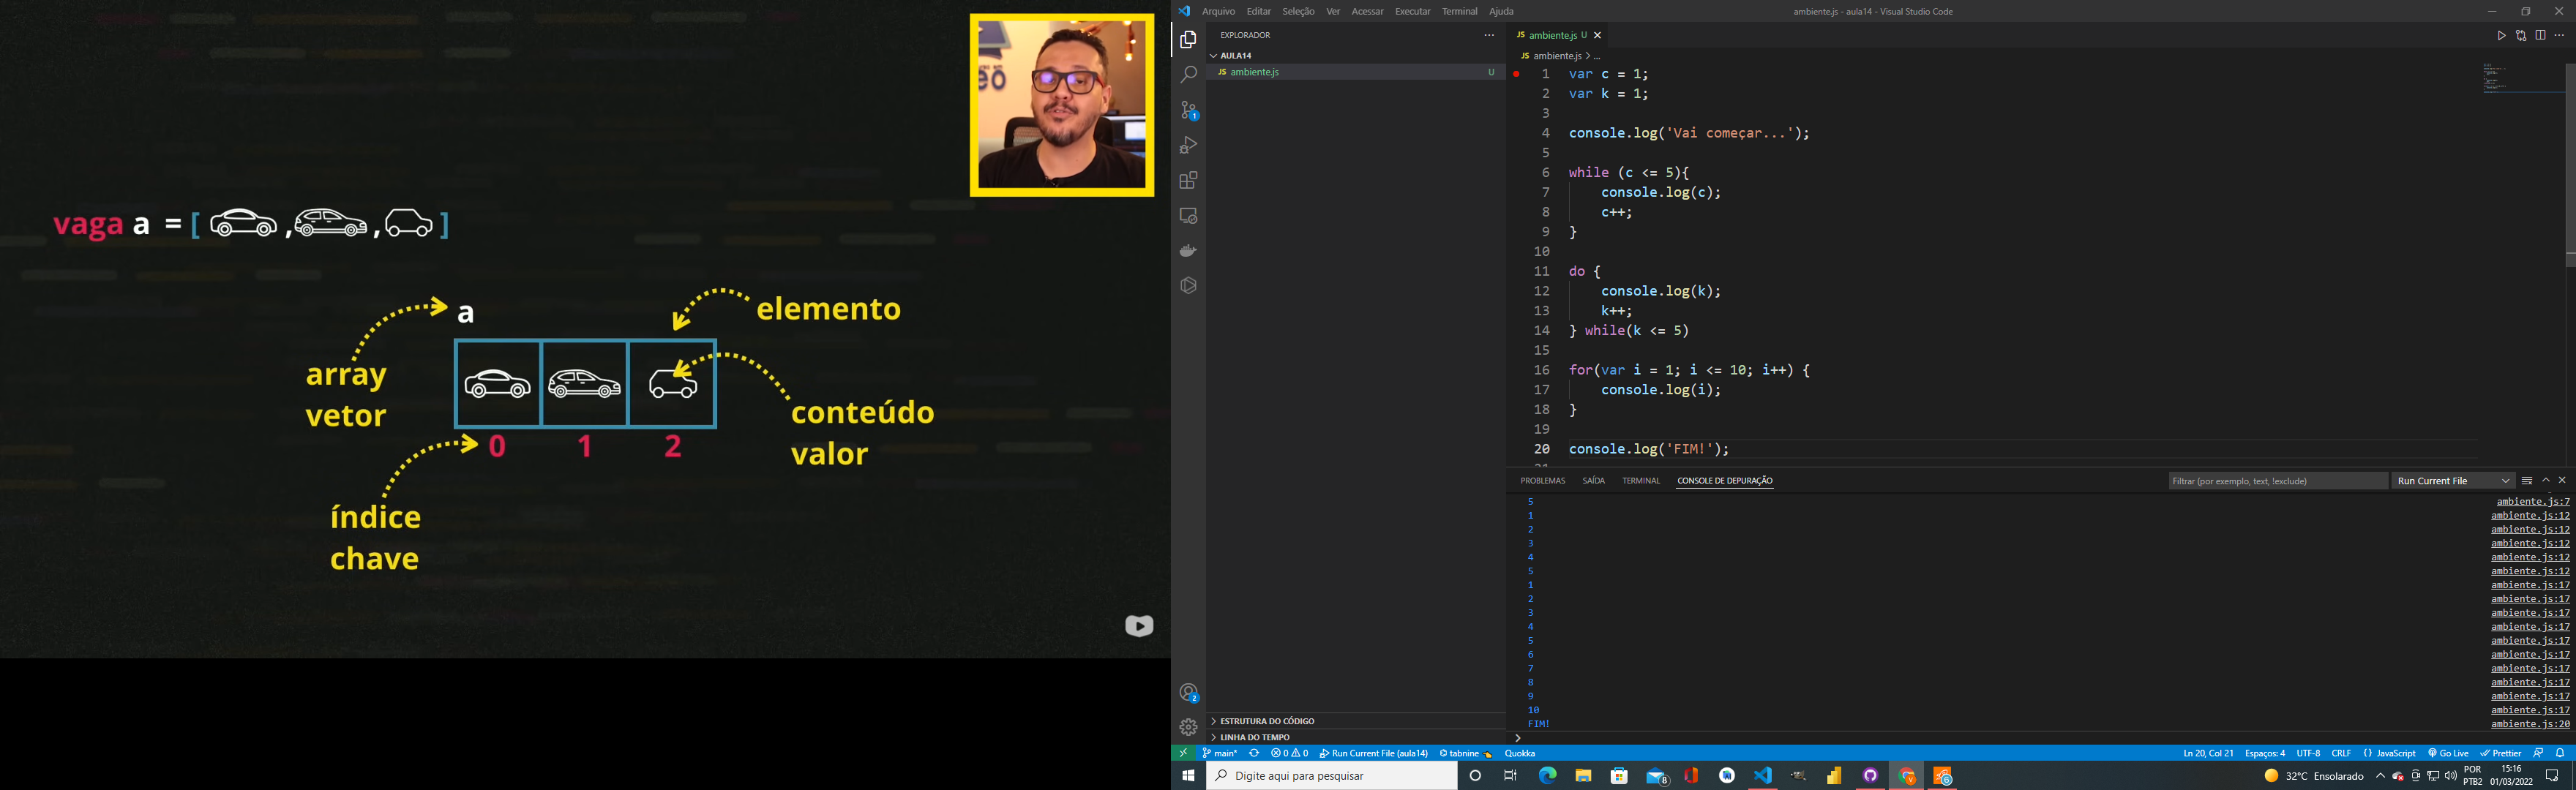 eo
vaga a = [ , , ]
a
elemento
array
vetor
conteúdo
valor
0 1 2
índice
chave
Arquivo Editar Seleção Ver Acessar Executar Terminal Ajuda
ambiente.js - aula14 - Visual Studio Code
EXPLORADOR
AULA14
JS ambiente.js U
JS ambiente.js U
JS ambiente.js > ...
1 var c = 1;
2 var k = 1;
3
4 console.log('Vai começar...');
5
6 while (c <= 5){
7 console.log(c);
8 c++;
9 }
10
11 do {
12 console.log(k);
13 k++;
14 } while(k <= 5)
15
16 for(var i = 1; i <= 10; i++) {
17 console.log(i);
18 }
19
20 console.log('FIM!');
21
PROBLEMAS SAÍDA TERMINAL CONSOLE DE DEPURAÇÃO
Filtrar (por exemplo, text, !exclude)
Run Current File
5 ambiente.js:7
1 ambiente.js:12
2 ambiente.js:12
3 ambiente.js:12
4 ambiente.js:12
5 ambiente.js:12
1 ambiente.js:17
2 ambiente.js:17
3 ambiente.js:17
4 ambiente.js:17
5 ambiente.js:17
6 ambiente.js:17
7 ambiente.js:17
8 ambiente.js:17
9 ambiente.js:17
10 ambiente.js:17
FIM! ambiente.js:20
1
2
ESTRUTURA DO CÓDIGO
LINHA DO TEMPO
main* 0 0 Run Current File (aula14) tabnine Quokka
Ln 20, Col 21 Espaços: 4 UTF-8 CRLF {} JavaScript Go Live Prettier
Digite aqui para pesquisar
8
6
32°C Ensolarado
POR
PTB2
15:16
01/03/2022